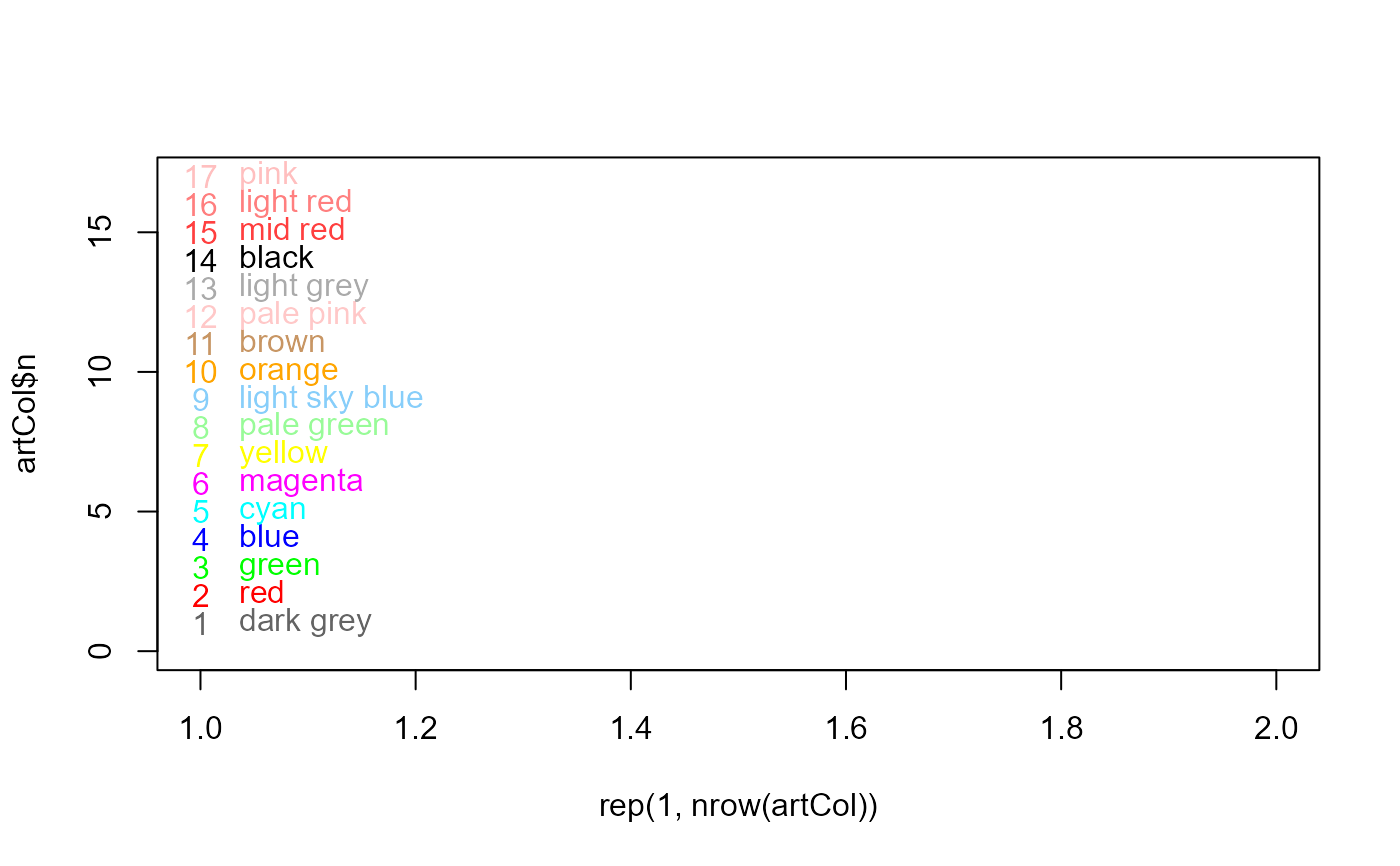 17 pink
16 light red
15 mid red
15
14 black
13 light grey
12 pale pink
11 brown
10 orange
10
9 light sky blue
8 pale green
7 yellow
6 magenta
5 cyan
5
4 blue
3 green
2 red
1 dark grey
0
artCol$n
1.0 1.2 1.4 1.6 1.8 2.0
rep(1, nrow(artCol))